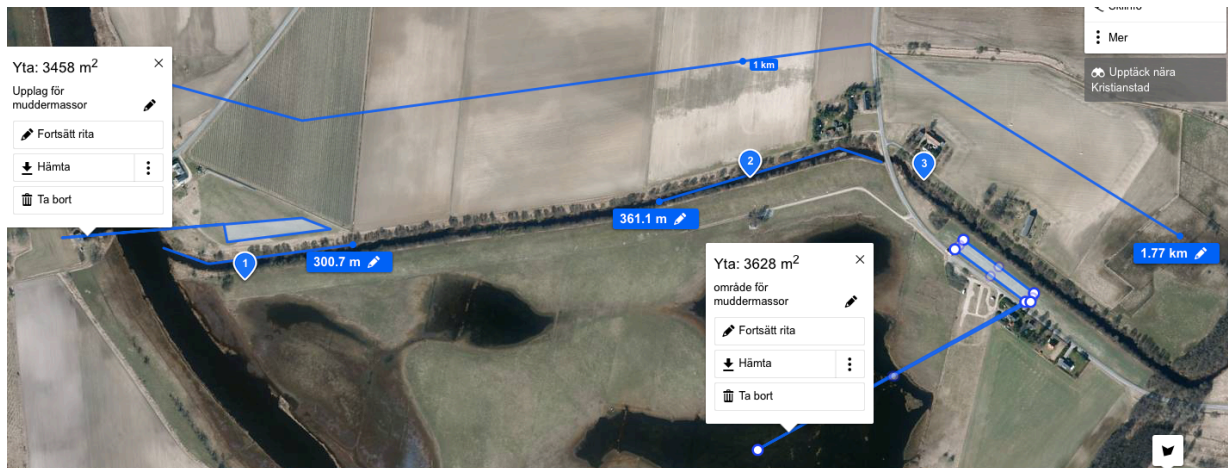 Skifto
Mer
Upptäck nära
Kristianstad
Yta: 3458 m²
Upplag för
muddermassor
Fortsätt rita
Hämta
Ta bort
1 km
2
3
361.1 m
1
300.7 m
1.77 km
Yta: 3628 m²
område för
muddermassor
Fortsätt rita
Hämta
Ta bort